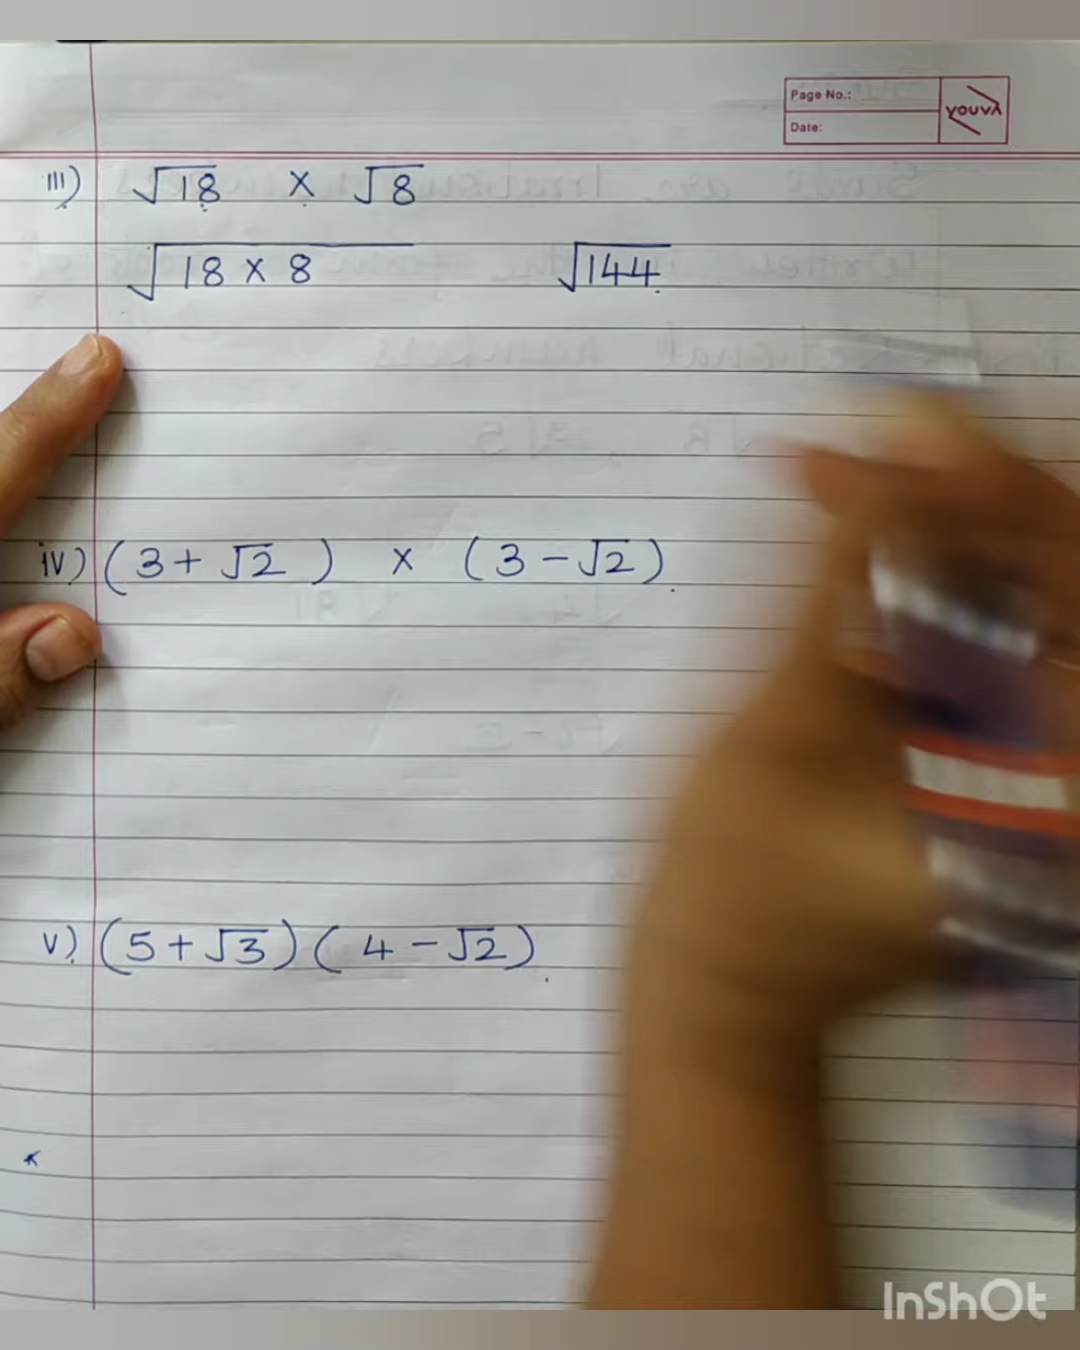 Page No.:
Date:
YOUVA
III) √18 × √8
√18 × 8 √144
iv) (3 + √2) × (3 − √2).
v) (5 + √3) (4 − √2).
InShOt